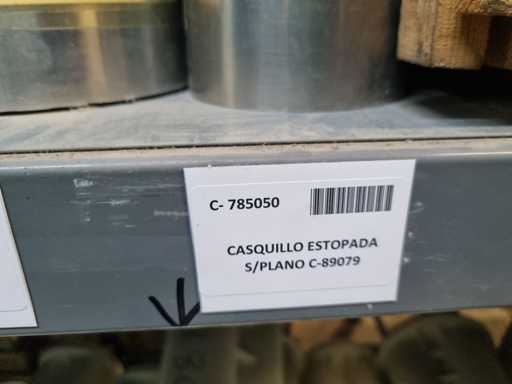 C- 785050
CASQUILLO ESTOPADA
S/PLANO C-89079